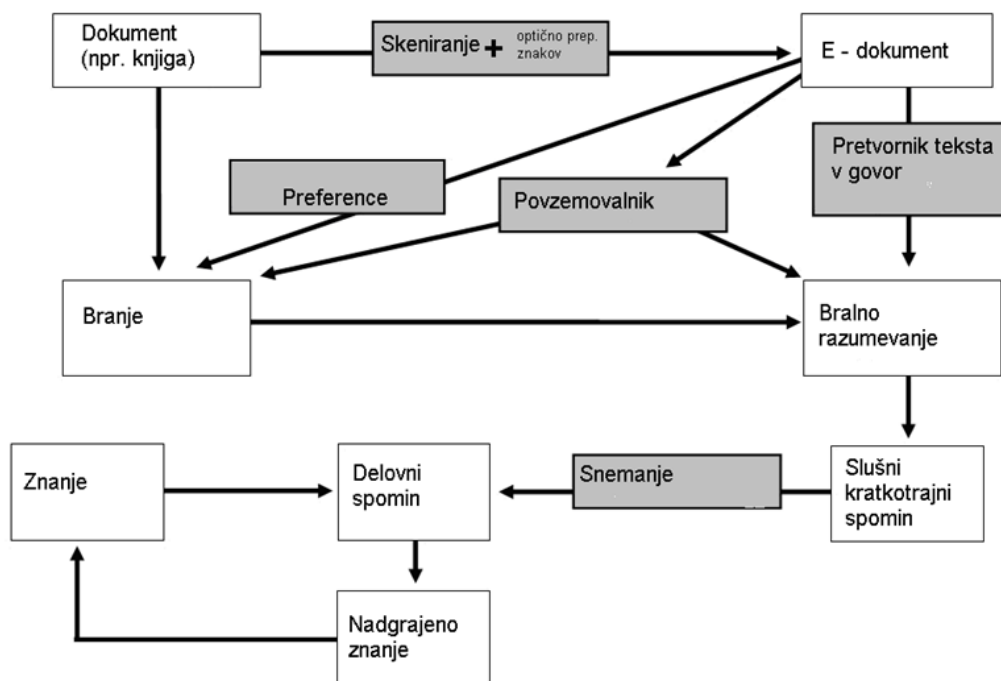 Dokument
(npr. knjiga)
Skeniranje + optično prep.
znakov
E - dokument
Pretvornik teksta
v govor
Preference
Povzemovalnik
Branje
Bralno
razumevanje
Znanje
Delovni
spomin
Snemanje
Slušni
kratkotrajni
spomin
Nadgrajeno
znanje